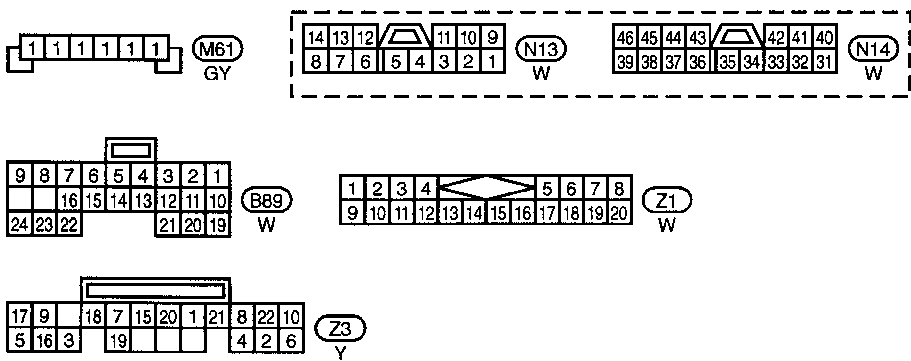 1 1 1 1 1 1 M61
GY
14 13 12 11 10 9
8 7 6 5 4 3 2 1 N13
W
46 45 44 43 42 41 40
39 38 37 36 35 34 33 32 31 N14
W
9 8 7 6 5 4 3 2 1
16 15 14 13 12 11 10 B89
24 23 22 21 20 19 W
1 2 3 4 5 6 7 8
9 10 11 12 13 14 15 16 17 18 19 20 Z1
W
17 9 18 7 15 20 1 21 8 22 10
5 16 3 19 4 2 6 Z3
Y